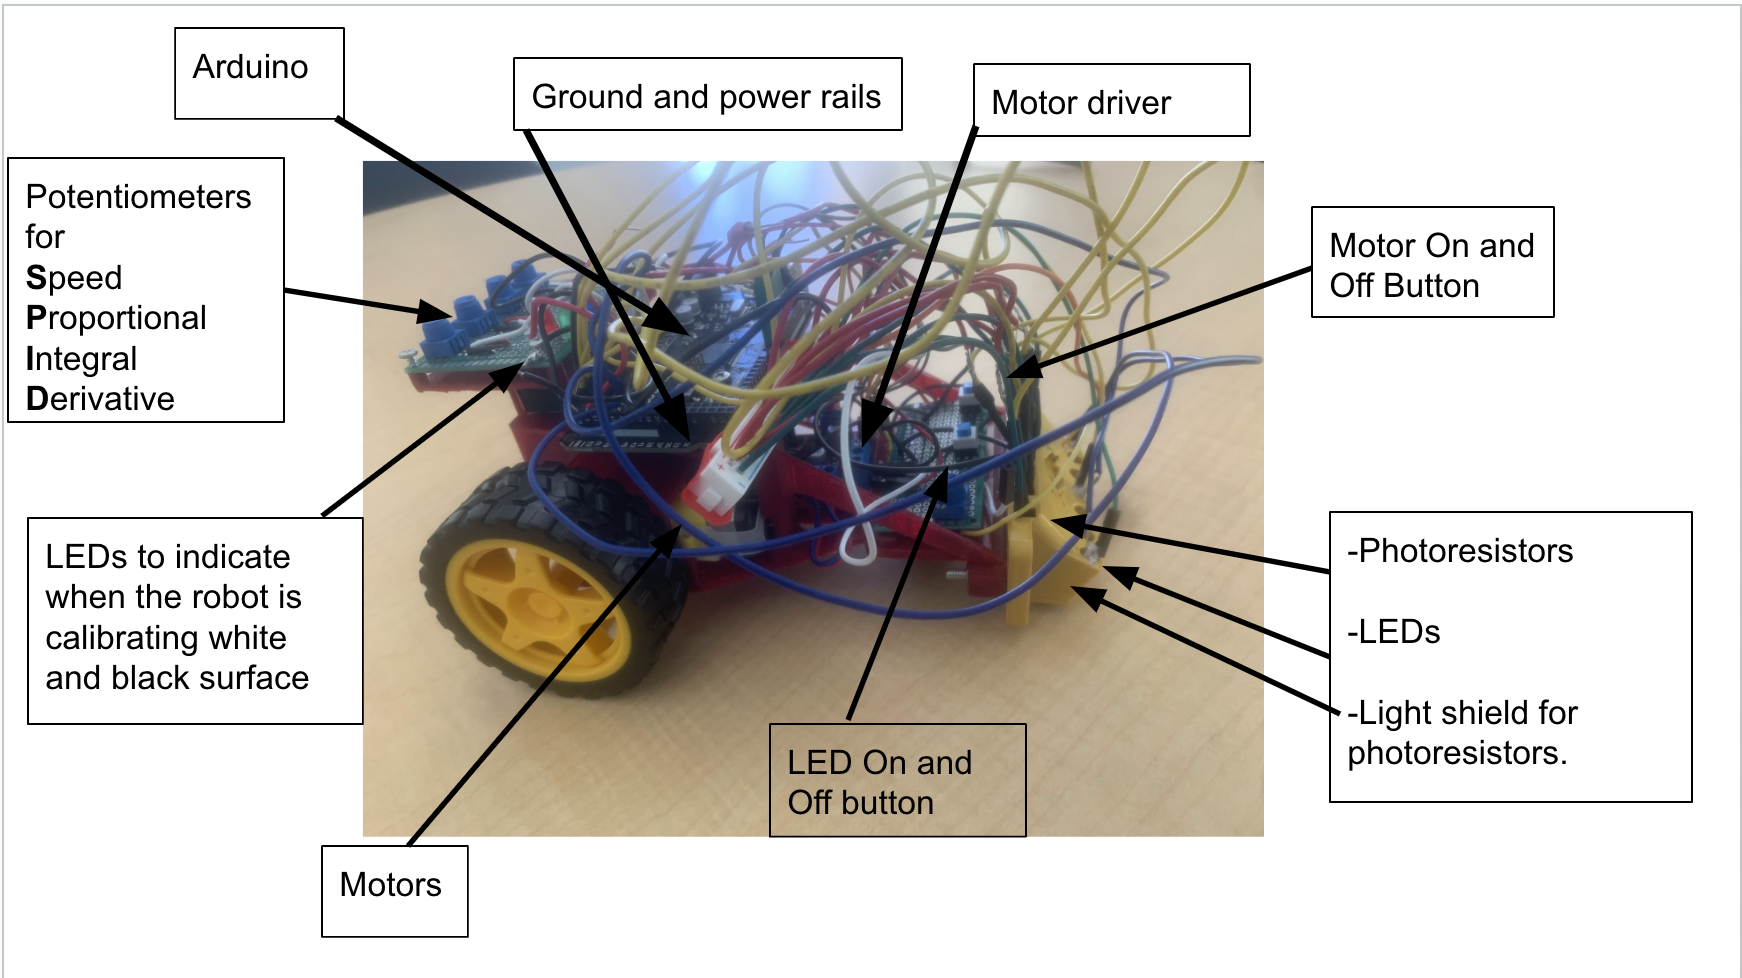 Arduino
Ground and power rails
Motor driver
Potentiometers
for
Speed
Proportional
Integral
Derivative
Motor On and
Off Button
LEDs to indicate
when the robot is
calibrating white
and black surface
-Photoresistors
-LEDs
-Light shield for
photoresistors.
LED On and
Off button
Motors